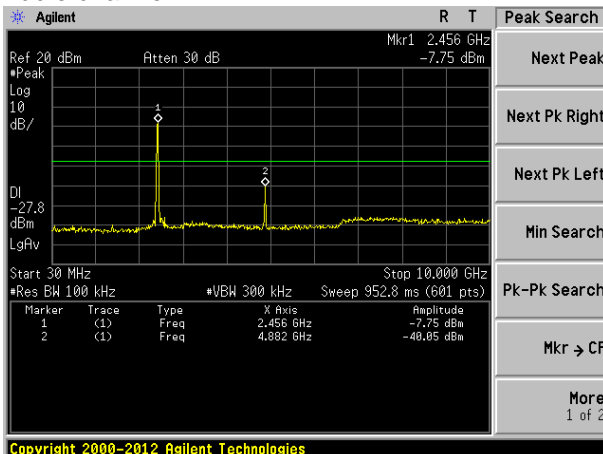 Agilent R T Peak Search
Mkr1 2.456 GHz
Ref 20 dBm Atten 30 dB -7.75 dBm
#Peak
Log
10
dB/
1
2
DI
-27.8
dBm
LgAv
Start 30 MHz Stop 10.000 GHz
#Res BW 100 kHz #VBW 300 kHz Sweep 952.8 ms (601 pts)
Marker Trace Type X Axis Amplitude
1 (1) Freq 2.456 GHz -7.75 dBm
2 (1) Freq 4.882 GHz -40.05 dBm
Next Peak
Next Pk Right
Next Pk Left
Min Search
Pk-Pk Search
Mkr → CF
More
1 of 2
Copyright 2000-2012 Agilent Technologies